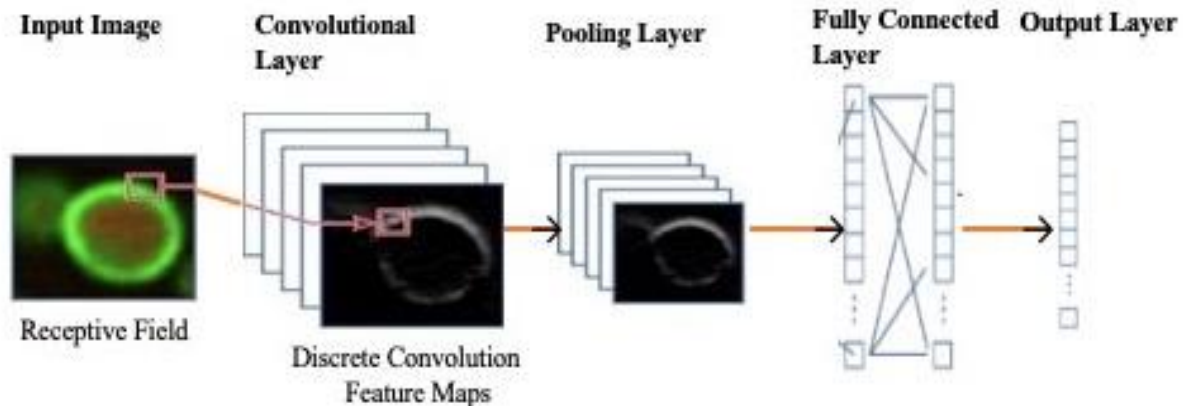 Input Image
Convolutional
Layer
Pooling Layer
Fully Connected
Layer
Output Layer
Receptive Field
Discrete Convolution
Feature Maps